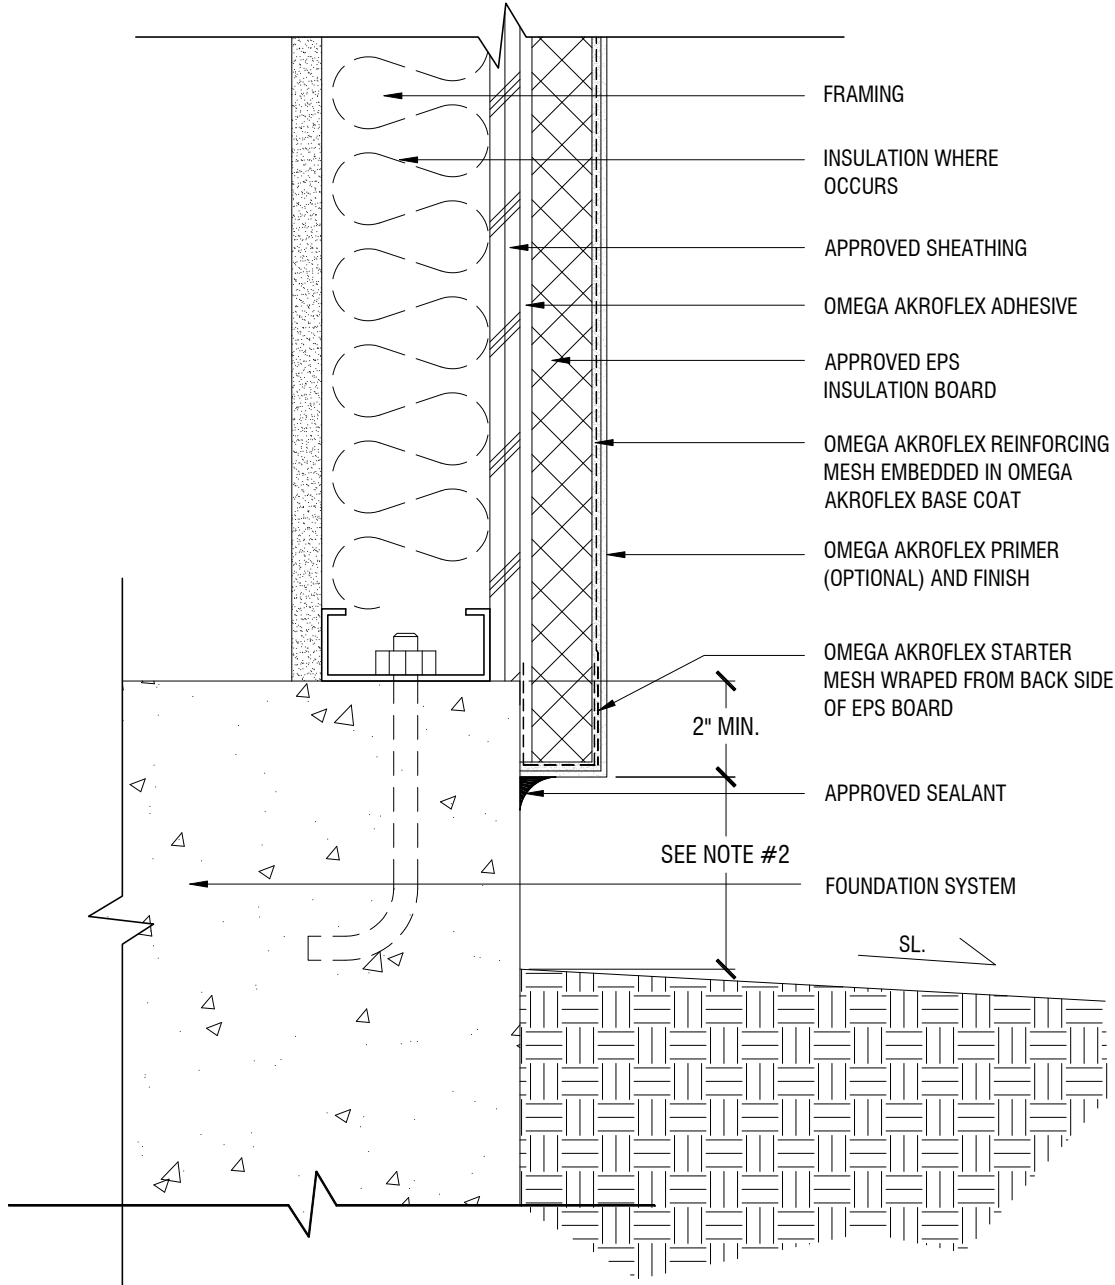 FRAMING
INSULATION WHERE
OCCURS
APPROVED SHEATHING
OMEGA AKROFLEX ADHESIVE
APPROVED EPS
INSULATION BOARD
OMEGA AKROFLEX REINFORCING
MESH EMBEDDED IN OMEGA
AKROFLEX BASE COAT
OMEGA AKROFLEX PRIMER
(OPTIONAL) AND FINISH
OMEGA AKROFLEX STARTER
MESH WRAPED FROM BACK SIDE
OF EPS BOARD
2" MIN.
APPROVED SEALANT
SEE NOTE #2
FOUNDATION SYSTEM
SL.